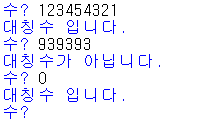 수? 123454321
대칭수 입니다.
수? 939393
대칭수가 아닙니다.
수? 0
대칭수 입니다.
수?